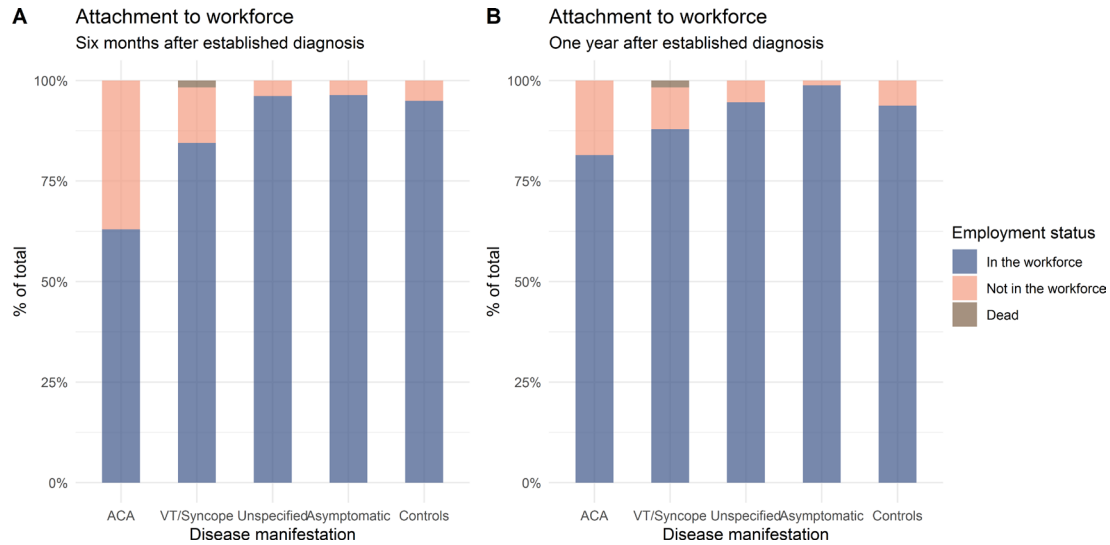 A
Attachment to workforce
Six months after established diagnosis
100%
75%
50%
25%
0%
% of total
ACA
VT/Syncope
Unspecified
Asymptomatic
Controls
Disease manifestation
B
Attachment to workforce
One year after established diagnosis
100%
75%
50%
25%
0%
% of total
ACA
VT/Syncope
Unspecified
Asymptomatic
Controls
Disease manifestation
Employment status
In the workforce
Not in the workforce
Dead